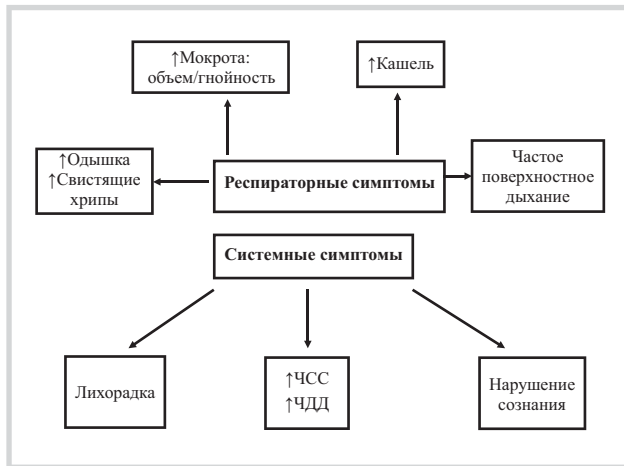 ↑Мокрота:
объем/гнойность
↑Кашель
↑Одышка
↑Свистящие
хрипы
Респираторные симптомы
Частое
поверхностное
дыхание
Системные симптомы
Лихорадка
↑ЧСС
↑ЧДД
Нарушение
сознания